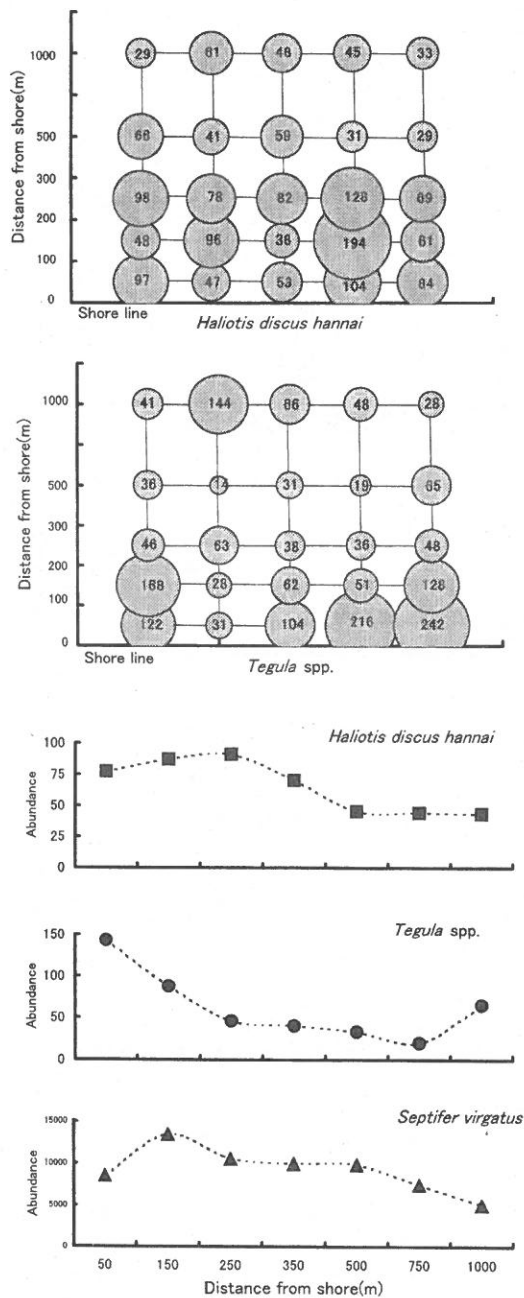 1000 29 61 48 45 33
500 66 41 59 31 29
300
98 78 82 128 69
200
48 96 36 194 61
100
97 47 53 104 84
0
Distance from shore(m)
Shore line
Haliotis discus hannai
1000 41 144 86 48 28
500 36 14 31 19 65
300
46 63 38 36 48
200
168 28 62 51 128
100
122 31 104 216 242
0
Distance from shore(m)
Shore line
Tegula spp.
Haliotis discus hannai
100
75
50
25
0
Abundance
Tegula spp.
150
100
50
0
Abundance
Septifer virgatus
15000
10000
5000
0
Abundance
50 150 250 350 500 750 1000
Distance from shore(m)